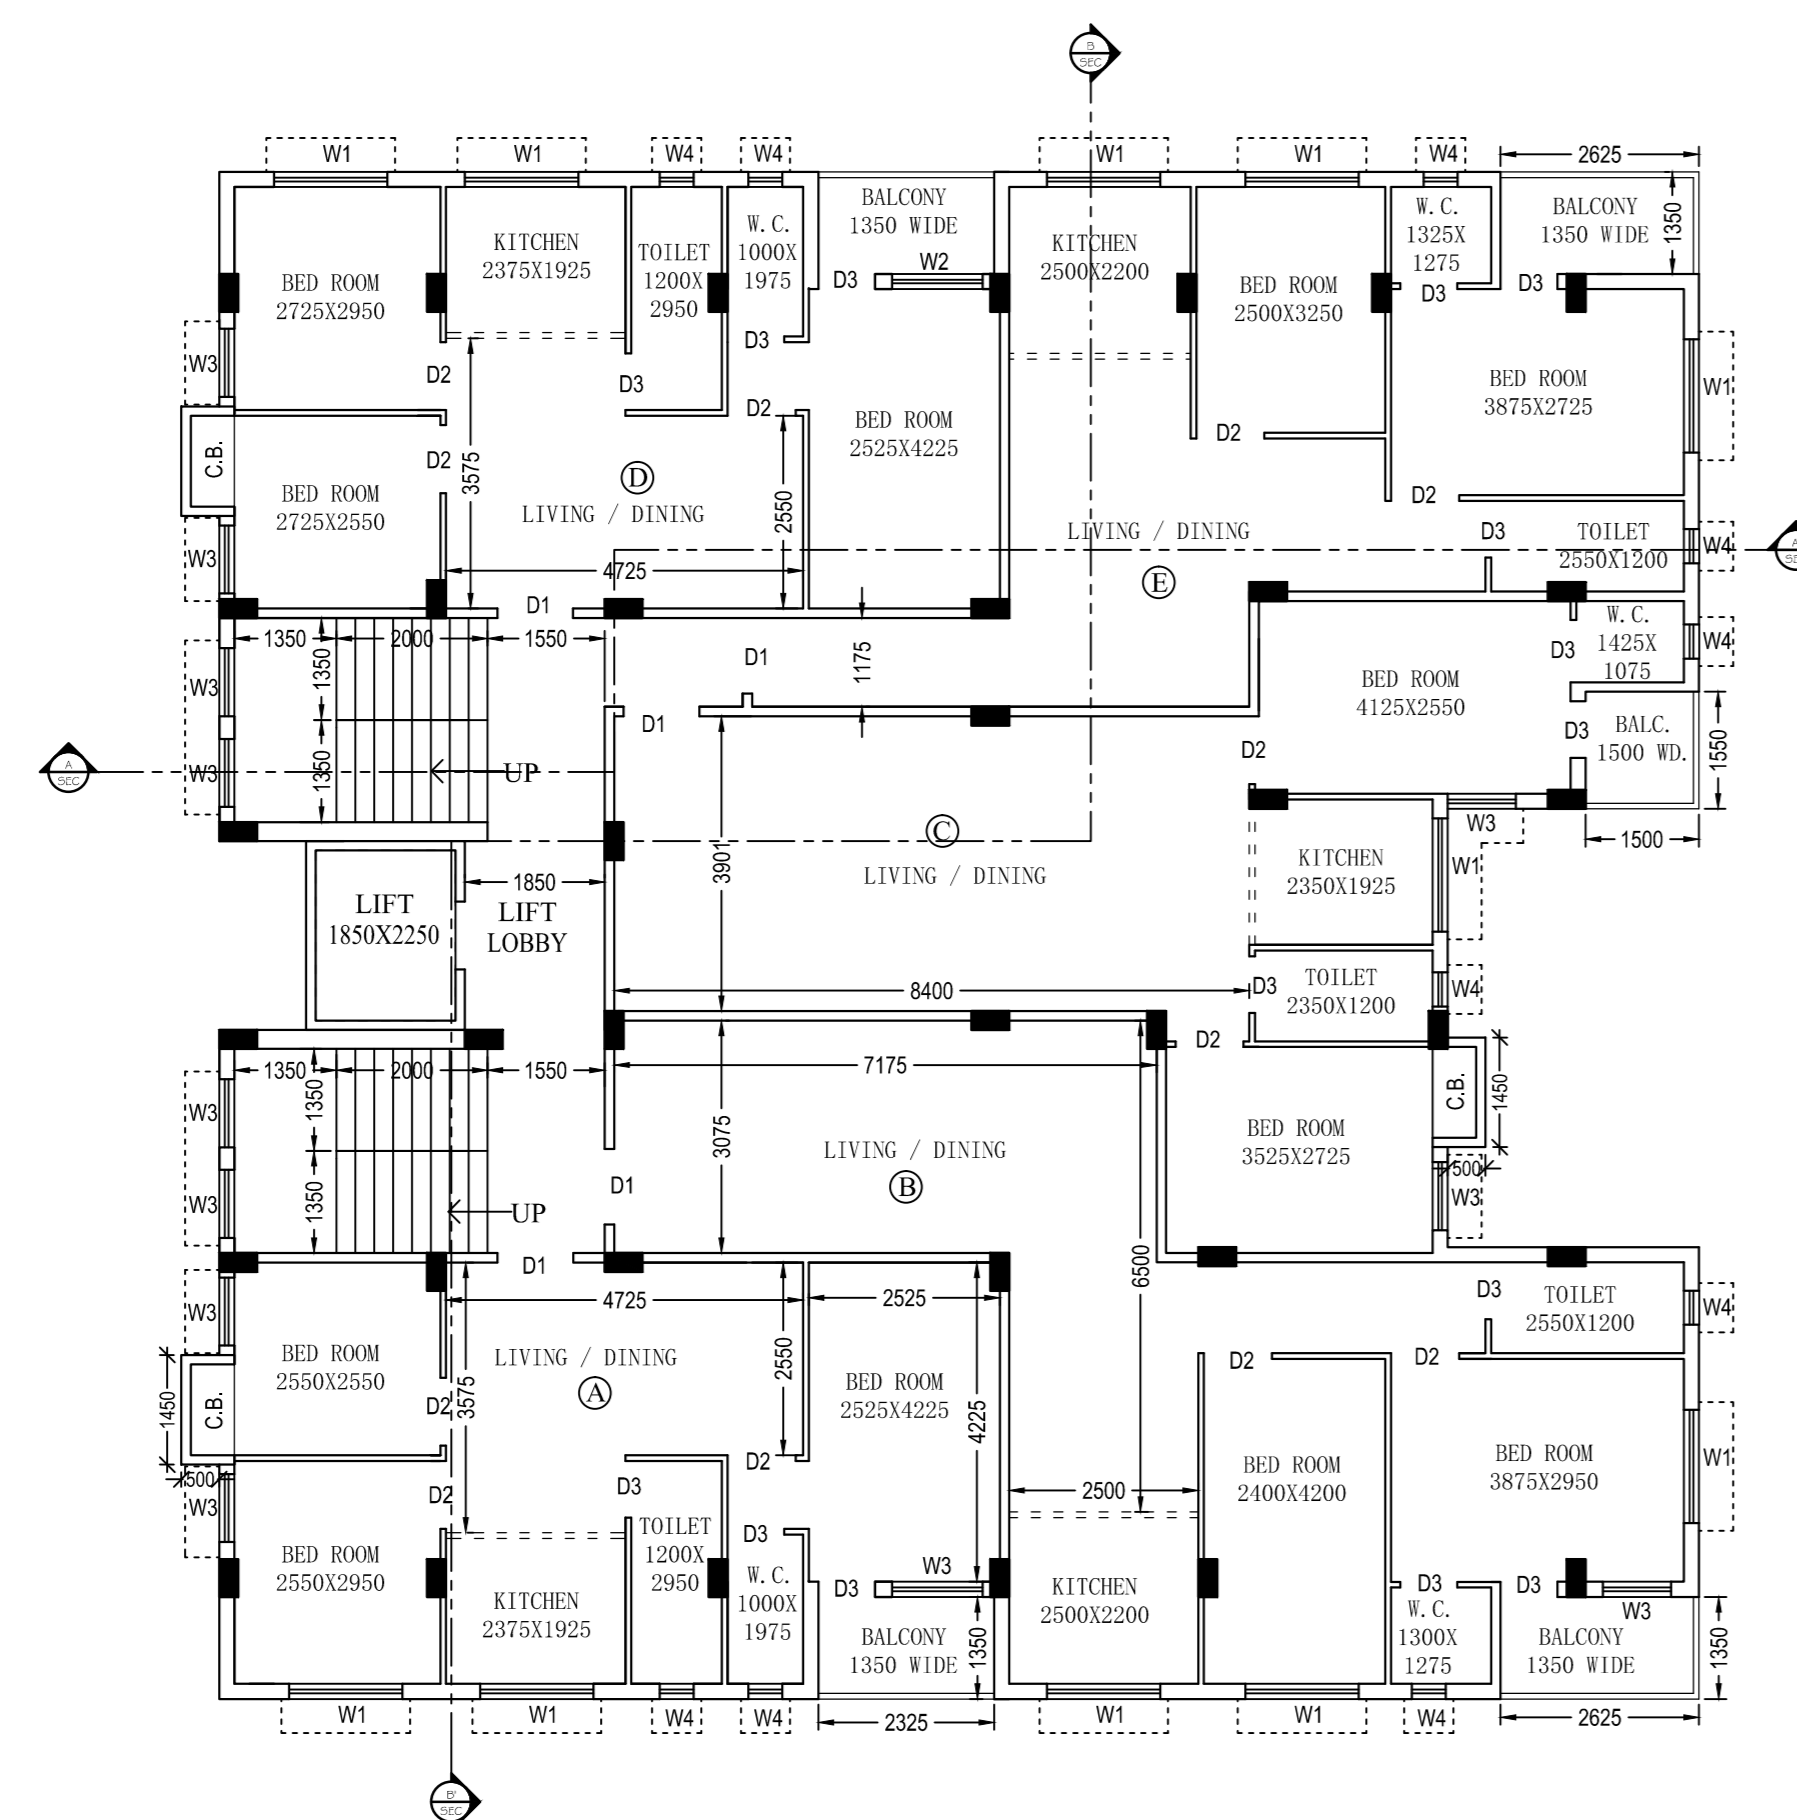 B
SEC
W1
W1
W4
W4
W1
W1
W4
2625
BALCONY
1350 WIDE
W2
D3
W.C.
1000X
1975
TOILET
1200X
2950
KITCHEN
2375X1925
BED ROOM
2725X2950
KITCHEN
2500X2200
BED ROOM
2500X3250
W.C.
1325X
1275
D3
D3
BALCONY
1350 WIDE
1350
W3
D2
D3
D3
D2
BED ROOM
2525X4225
BED ROOM
3875X2725
W1
D2
D2
C.B.
D2
3575
D
LIVING / DINING
2550
BED ROOM
2725X2550
W3
4725
LIVING / DINING
E
D3
TOILET
2550X1200
W4
A'
SEC
D1
1350
2000
1550
1350
D1
1175
W.C.
1425X
1075
D3
W4
W3
D1
BED ROOM
4125X2550
D2
D3
BALC.
1500 WD.
1550
A
SEC
W3
1350
UP
C
LIVING / DINING
3901
W3
1500
KITCHEN
2350X1925
W1
LIFT
1850X2250
1850
LIFT
LOBBY
8400
D3
TOILET
2350X1200
W4
D2
1350
2000
1550
1350
7175
C.B.
1450
W3
3075
LIVING / DINING
B
BED ROOM
3525X2725
500
W3
D1
W3
1350
UP
6500
D1
W3
4725
2525
D3
TOILET
2550X1200
W4
BED ROOM
2550X2550
LIVING / DINING
A
2550
D2
D2
C.B.
1450
D2
3575
BED ROOM
2525X4225
4225
500
W3
D2
D3
D2
2500
BED ROOM
2400X4200
BED ROOM
3875X2950
W1
BED ROOM
2550X2950
TOILET
1200X
2950
D3
W.C.
1000X
1975
D3
W3
KITCHEN
2375X1925
KITCHEN
2500X2200
D3
W.C.
1300X
1275
D3
W3
BALCONY
1350 WIDE
1350
BALCONY
1350 WIDE
1350
W1
W1
W4
W4
2325
W1
W1
W4
2625
B'
SEC